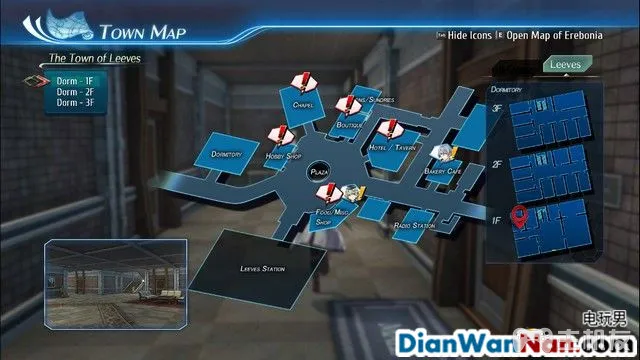 TOWN MAP
Hide Icons
Open Map of Erebonia
The Town of Leeves
Leeves
Dorm - 1F
Dorm - 2F
Dorm - 3F
DORMITORY
3F
2F
1F
CHAPEL
BOUTIQUE
HOTEL / TAVERN
DORMITORY
HOBBY SHOP
BAKERY CAFE
PLAZA
FOOD/MISC.
SHOP
RADIO STATION
LEEVES STATION
电玩男
DianWanNan.com